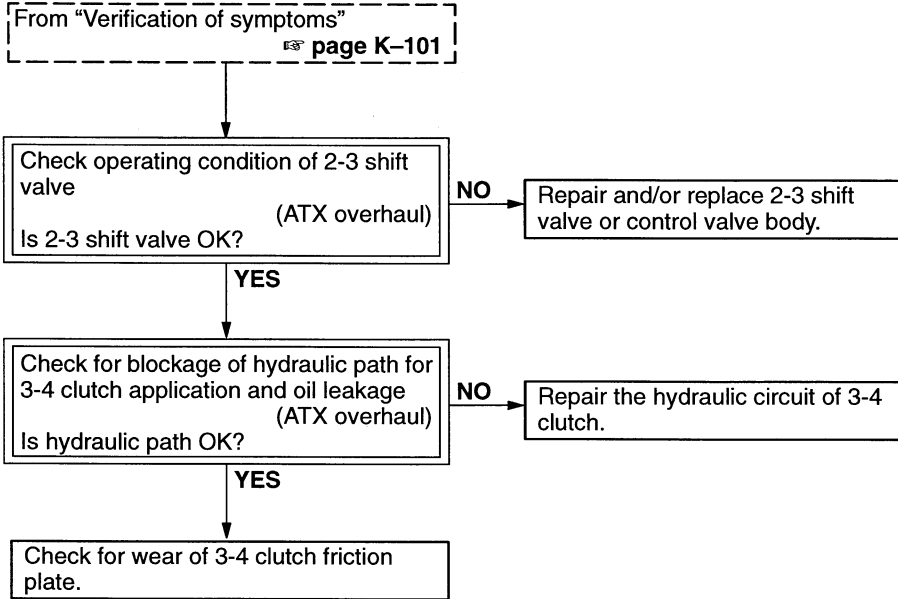 From “Verification of symptoms”
☞ page K–101
Check operating condition of 2-3 shift
valve
(ATX overhaul)
Is 2-3 shift valve OK?
NO
Repair and/or replace 2-3 shift
valve or control valve body.
YES
Check for blockage of hydraulic path for
3-4 clutch application and oil leakage
(ATX overhaul)
Is hydraulic path OK?
NO
Repair the hydraulic circuit of 3-4
clutch.
YES
Check for wear of 3-4 clutch friction
plate.